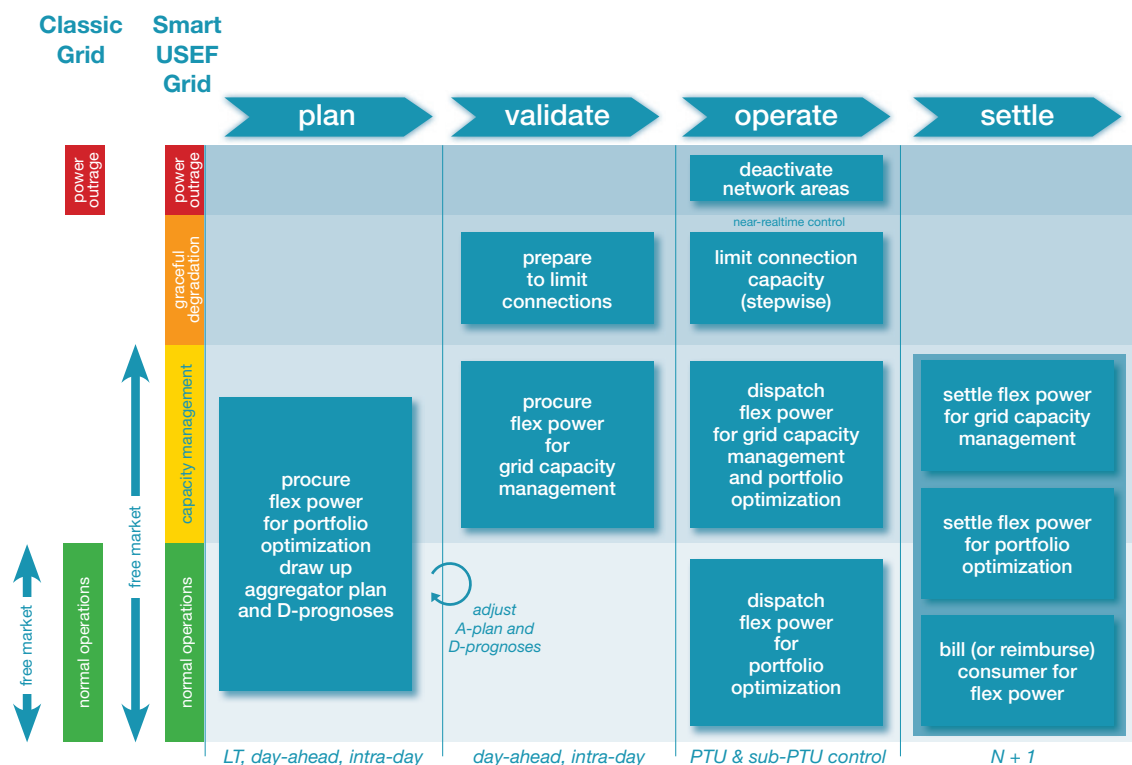 Classic
Grid
Smart
USEF
Grid
plan
validate
operate
settle
power
outrage
power
outrage
graceful
degradation
capacity management
normal operations
normal operations
free market
free market
deactivate
network areas
near-realtime control
prepare
to limit
connections
limit connection
capacity
(stepwise)
procure
flex power
for portfolio
optimization
draw up
aggregator plan
and D-prognoses
adjust
A-plan and
D-prognoses
procure
flex power
for
grid capacity
management
dispatch
flex power
for grid capacity
management
and portfolio
optimization
dispatch
flex power
for
portfolio
optimization
settle flex power
for grid capacity
management
settle flex power
for portfolio
optimization
bill (or reimburse)
consumer for
flex power
LT, day-ahead, intra-day
day-ahead, intra-day
PTU & sub-PTU control
N + 1